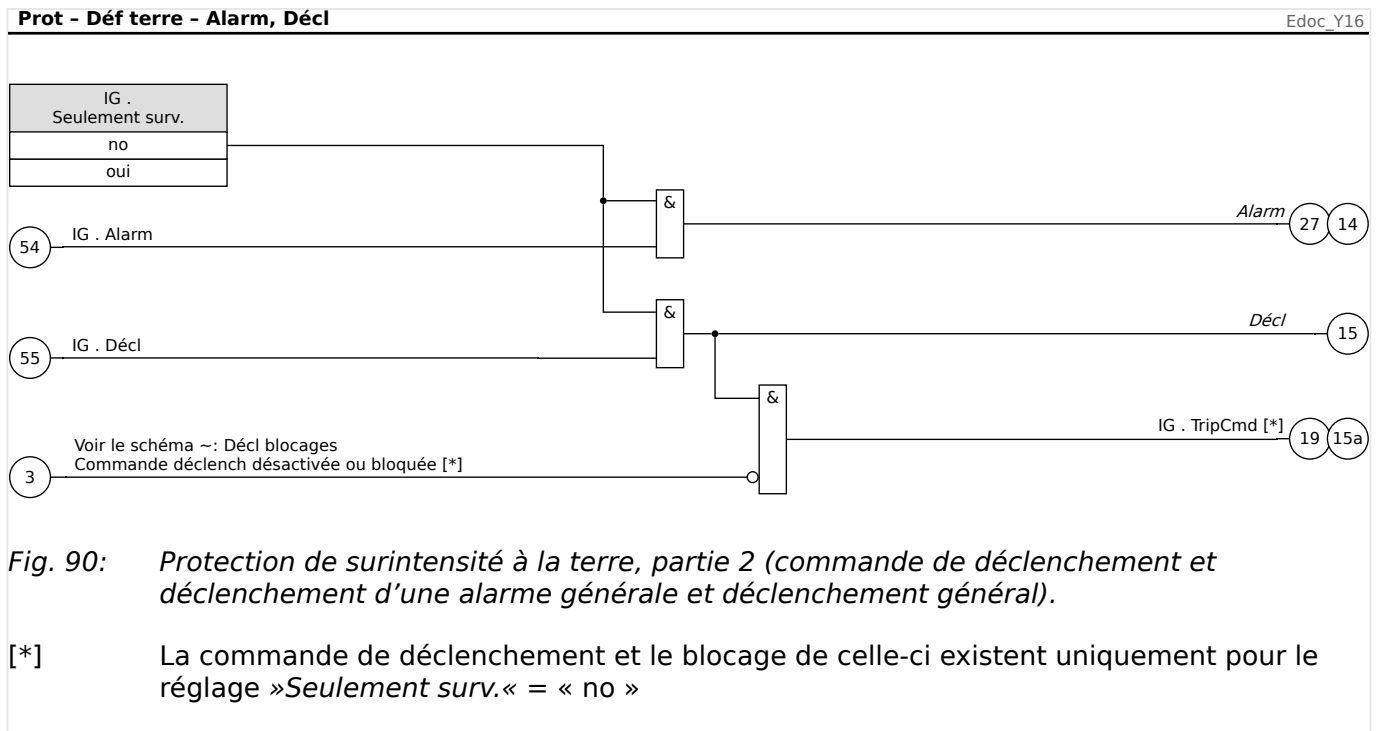 Prot – Déf terre – Alarm, Décl
Edoc_Y16
IG .
Seulement surv.
no
oui
&
Alarm
27
14
54
IG . Alarm
&
Décl
15
55
IG . Décl
&
IG . TripCmd [*]
19
15a
Voir le schéma ~: Décl blocages
Commande déclench désactivée ou bloquée [*]
3
Fig. 90: Protection de surintensité à la terre, partie 2 (commande de déclenchement et
déclenchement d’une alarme générale et déclenchement général).
[*] La commande de déclenchement et le blocage de celle-ci existent uniquement pour le
réglage »Seulement surv.« = « no »